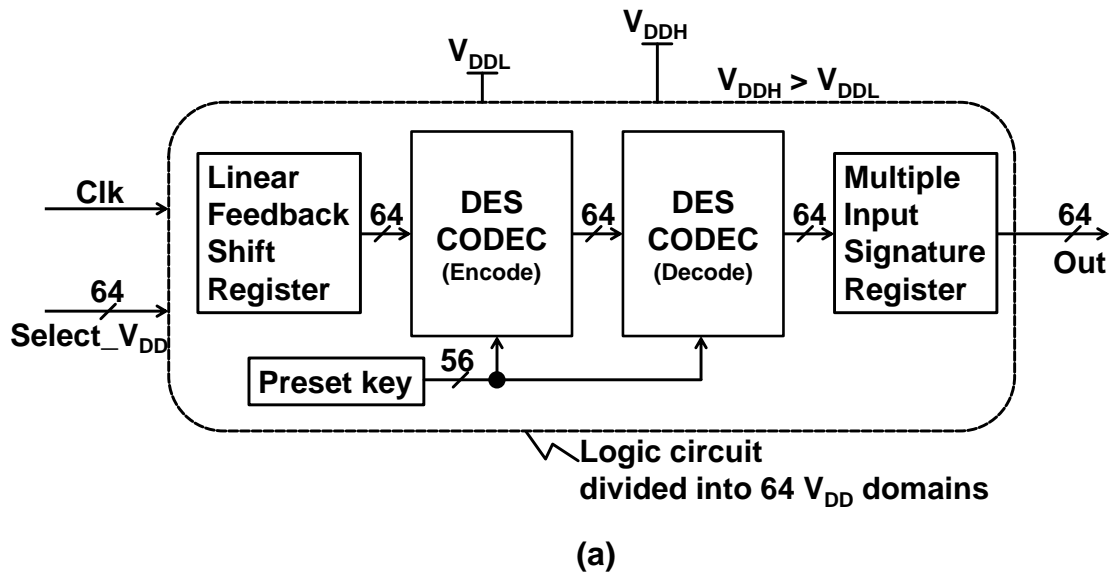 V_DDL
V_DDH
V_DDH > V_DDL
Clk
64
Select_V_DD
Linear
Feedback
Shift
Register
64
DES
CODEC
(Encode)
64
DES
CODEC
(Decode)
64
Multiple
Input
Signature
Register
64
Out
Preset key
56
Logic circuit
divided into 64 V_DD domains
(a)